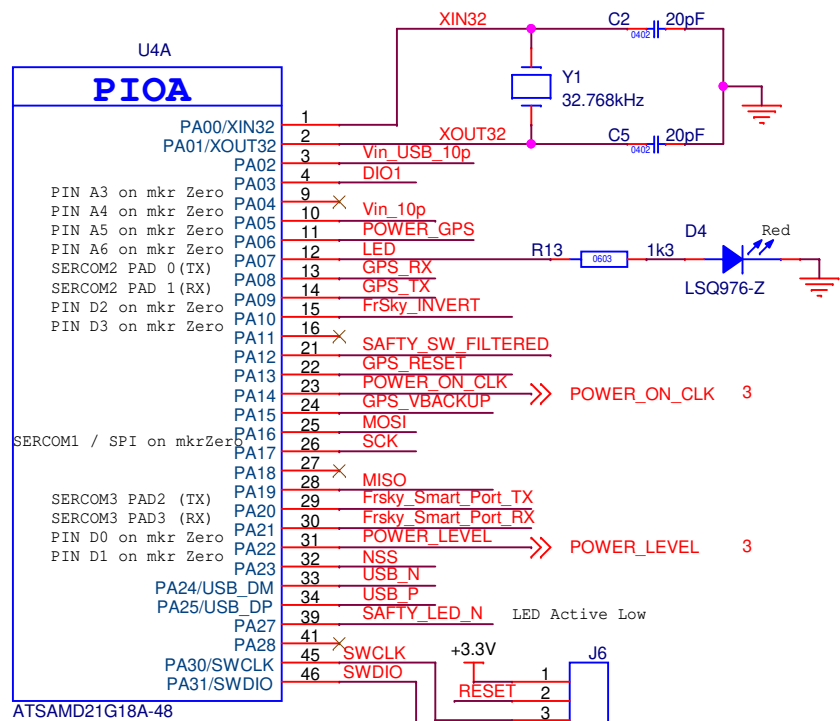 XIN32
C2 20pF
0402
U4A
PIOA
Y1
32.768kHz
PA00/XIN32 1
PA01/XOUT32 2 XOUT32 C5 20pF
0402
PA02 3 Vin_USB_10p
PA03 4 DIO1
PIN A3 on mkr Zero PA04 9
PIN A4 on mkr Zero PA05 10 Vin_10p
PIN A5 on mkr Zero PA06 11 POWER_GPS
PIN A6 on mkr Zero PA07 12 LED R13 0603 1k3 D4 Red
LSQ976-Z
SERCOM2 PAD 0(TX) PA08 13 GPS_RX
SERCOM2 PAD 1(RX) PA09 14 GPS_TX
PIN D2 on mkr Zero PA10 15 FrSky_INVERT
PIN D3 on mkr Zero PA11 16
PA12 21 SAFTY_SW_FILTERED
PA13 22 GPS_RESET
PA14 23 POWER_ON_CLK POWER_ON_CLK 3
PA15 24 GPS_VBACKUP
PA16 25 MOSI
SERCOM1 / SPI on mkrZero PA17 26 SCK
PA18 27
PA19 28 MISO
SERCOM3 PAD2 (TX) PA20 29 Frsky_Smart_Port_TX
SERCOM3 PAD3 (RX) PA21 30 Frsky_Smart_Port_RX
PIN D0 on mkr Zero PA22 31 POWER_LEVEL POWER_LEVEL 3
PIN D1 on mkr Zero PA23 32 NSS
PA24/USB_DM 33 USB_N
PA25/USB_DP 34 USB_P
PA27 39 SAFTY_LED_N LED Active Low
PA28 41
PA30/SWCLK 45 SWCLK +3.3V J6
PA31/SWDIO 46 SWDIO 1
RESET 2
3
ATSAMD21G18A-48